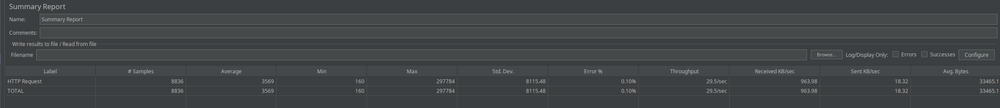 Summary Report
Name: Summary Report
Comments:
Write results to file / Read from file
Filename Browse... Log/Display Only: Errors Successes Configure
Label # Samples Average Min Max Std. Dev. Error % Throughput Received KB/sec Sent KB/sec Avg. Bytes
HTTP Request 8836 3569 160 297784 8115.48 0.10% 29.5/sec 963.98 18.32 33465.1
TOTAL 8836 3569 160 297784 8115.48 0.10% 29.5/sec 963.98 18.32 33465.1